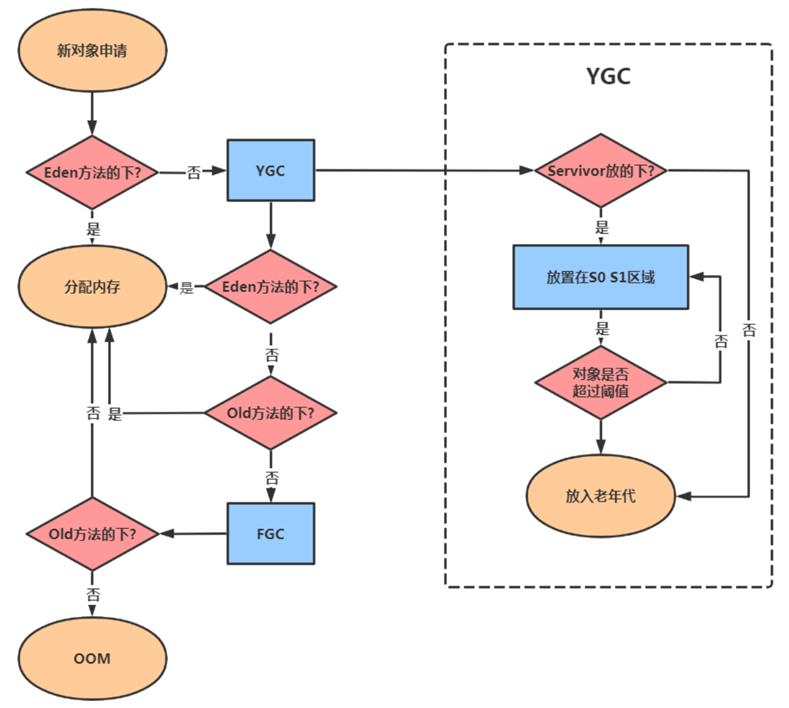 新对象申请
Eden方法的下?
否
YGC
是
分配内存
是
Eden方法的下?
否
Old方法的下?
是
否
否
FGC
Old方法的下?
否
OOM
YGC
Servivor放的下?
是
放置在S0 S1区域
是
否
否
对象是否
超过阈值
放入老年代